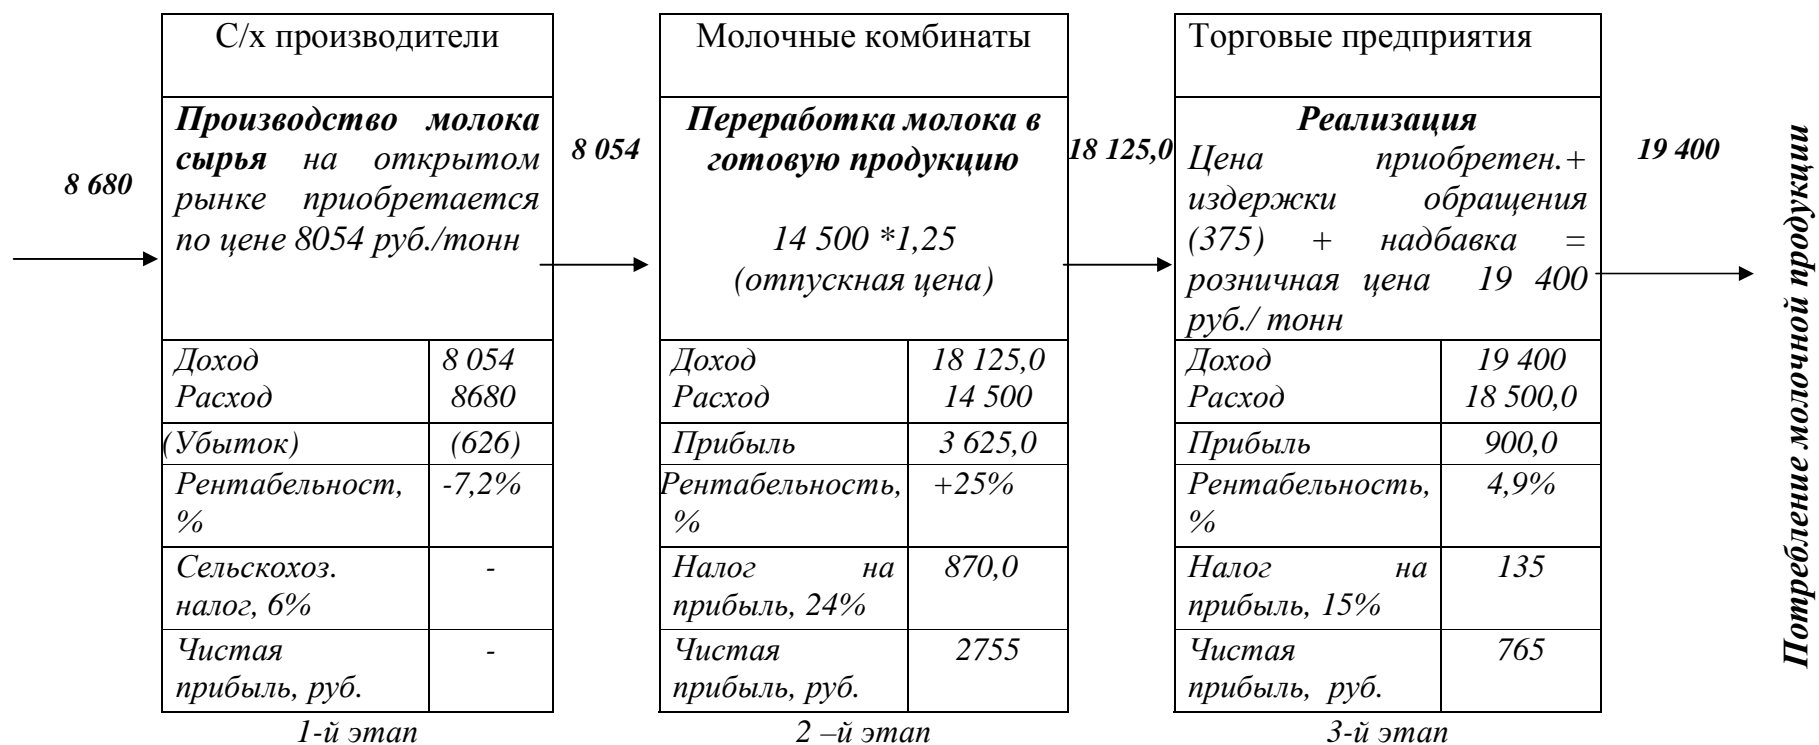 8 680
С/х производители
Производство молока
сырья на открытом
рынке приобретается
по цене 8054 руб./тонн
Доход 8 054
Расход 8680
(Убыток) (626)
Рентабельност, -7,2%
%
Сельскохоз. -
налог, 6%
Чистая -
прибыль, руб.
1-й этап
8 054
Молочные комбинаты
Переработка молока в
готовую продукцию
14 500 *1,25
(отпускная цена)
Доход 18 125,0
Расход 14 500
Прибыль 3 625,0
Рентабельность, +25%
%
Налог на 870,0
прибыль, 24%
Чистая 2755
прибыль, руб.
2 –й этап
18 125,0
Торговые предприятия
Реализация
Цена приобретен.+
издержки обращения
(375) + надбавка =
розничная цена 19 400
руб./ тонн
Доход 19 400
Расход 18 500,0
Прибыль 900,0
Рентабельность, 4,9%
%
Налог на 135
прибыль, 15%
Чистая 765
прибыль, руб.
3-й этап
19 400
Потребление молочной продукции